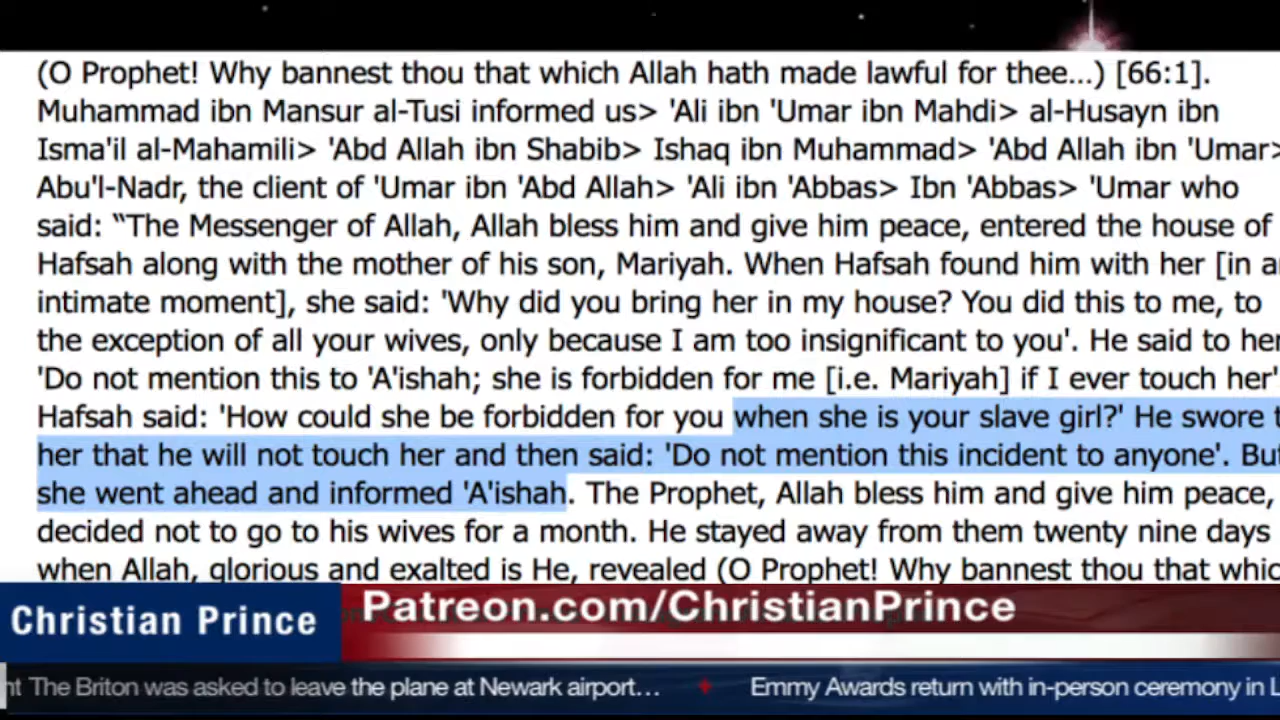 (O Prophet! Why bannest thou that which Allah hath made lawful for thee...) [66:1].
Muhammad ibn Mansur al-Tusi informed us> 'Ali ibn 'Umar ibn Mahdi> al-Husayn ibn
Isma'il al-Mahamili> 'Abd Allah ibn Shabib> Ishaq ibn Muhammad> 'Abd Allah ibn 'Umar>
Abu'l-Nadr, the client of 'Umar ibn 'Abd Allah> 'Ali ibn 'Abbas> Ibn 'Abbas> 'Umar who
said: “The Messenger of Allah, Allah bless him and give him peace, entered the house of
Hafsah along with the mother of his son, Mariyah. When Hafsah found him with her [in
intimate moment], she said: 'Why did you bring her in my house? You did this to me, to
the exception of all your wives, only because I am too insignificant to you'. He said to
'Do not mention this to 'A'ishah; she is forbidden for me [i.e. Mariyah] if I ever touch her'
Hafsah said: 'How could she be forbidden for you when she is your slave girl?' He swore
her that he will not touch her and then said: 'Do not mention this incident to anyone'.
she went ahead and informed 'A'ishah. The Prophet, Allah bless him and give him peace,
decided not to go to his wives for a month. He stayed away from them twenty nine days
when Allah, glorious and exalted is He, revealed (O Prophet! Why bannest thou that
Christian Prince
Patreon.com/ChristianPrince
The Briton was asked to leave the plane at Newark airport... Emmy Awards return with in-person ceremony in